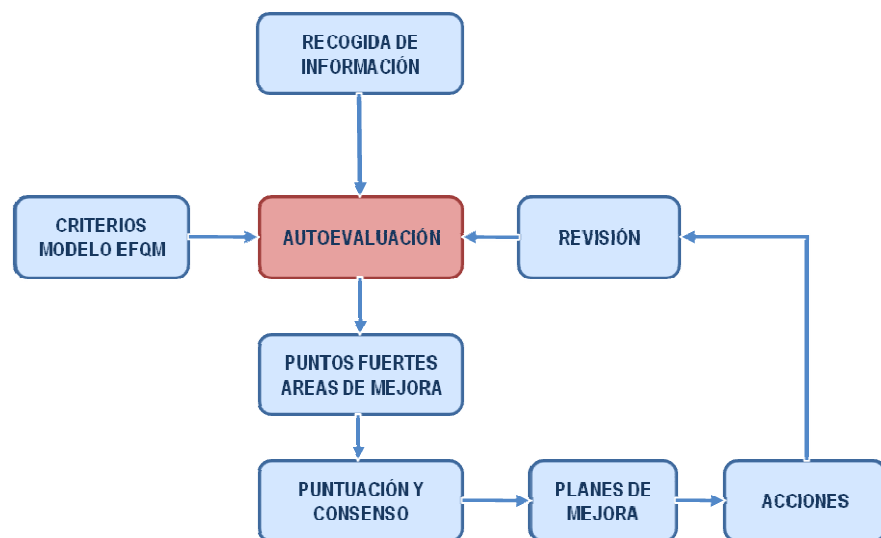 RECOGIDA DE
INFORMACIÓN
CRITERIOS
MODELO EFQM
AUTOEVALUACIÓN
REVISIÓN
PUNTOS FUERTES
AREAS DE MEJORA
PUNTUACIÓN Y
CONSENSO
PLANES DE
MEJORA
ACCIONES